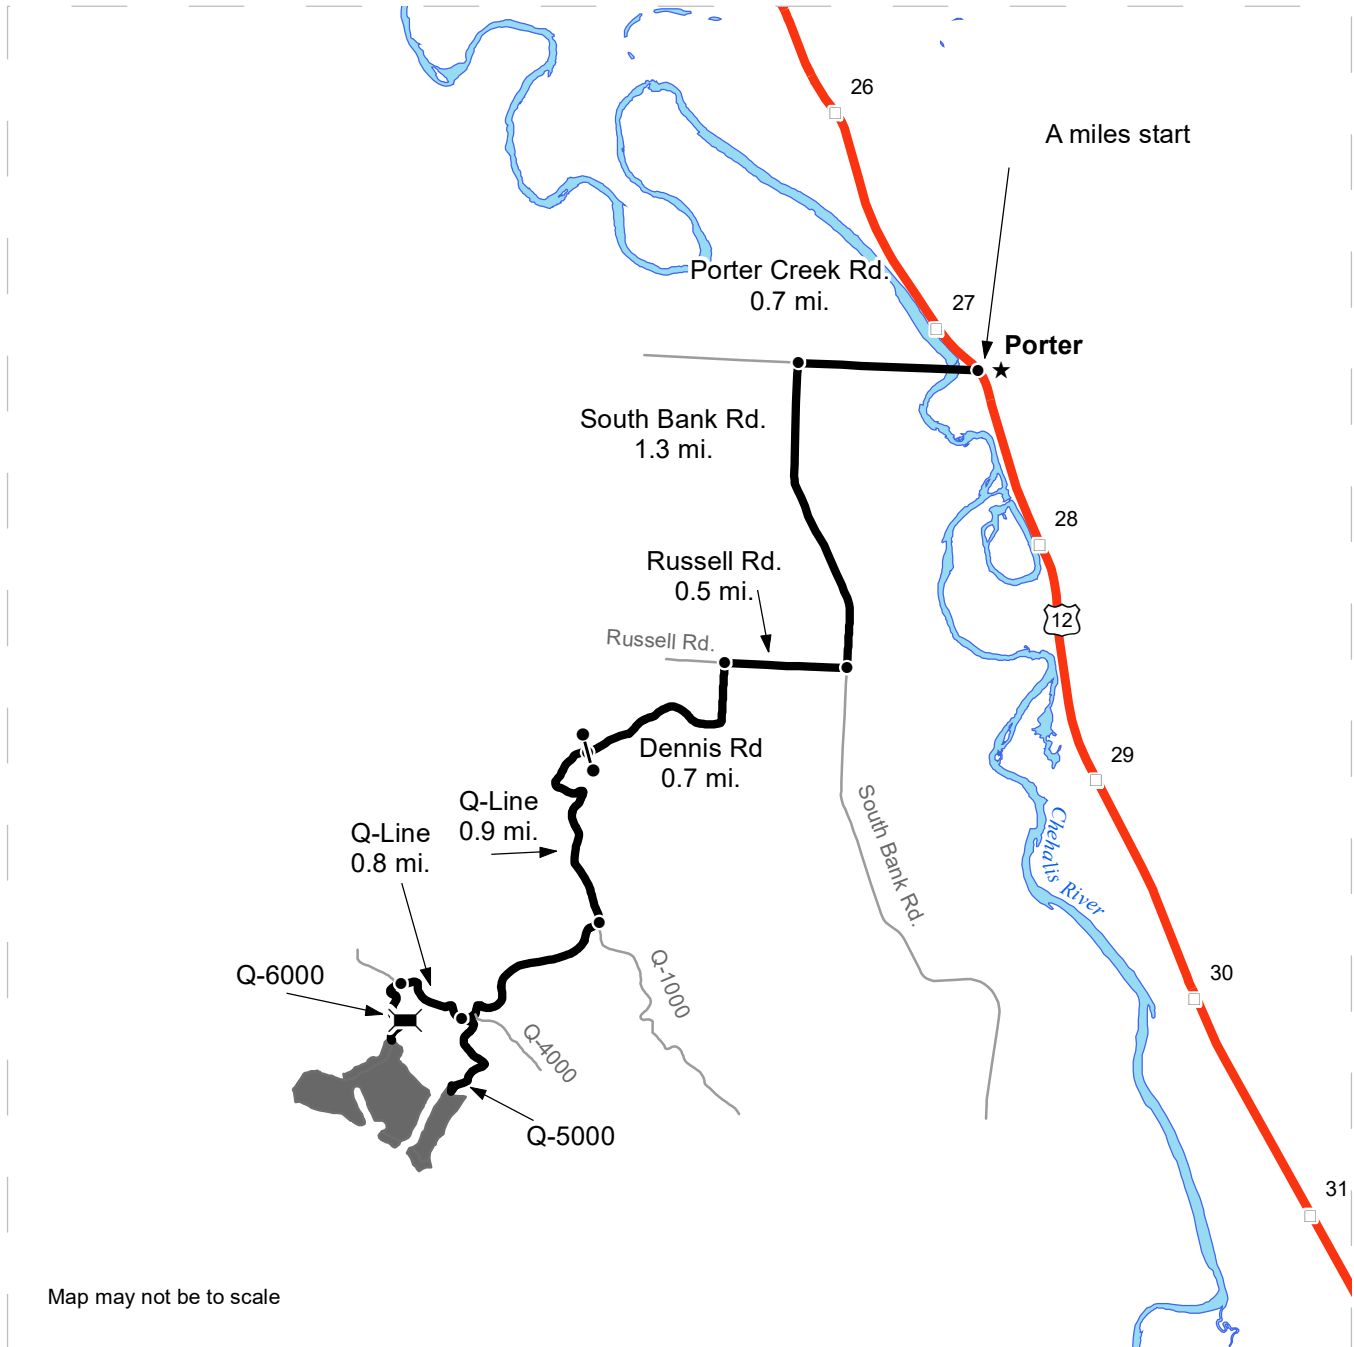 26
A miles start
Porter Creek Rd.
0.7 mi.
27
Porter
South Bank Rd.
1.3 mi.
28
Russell Rd.
0.5 mi.
12
Russell Rd.
Dennis Rd
0.7 mi.
29
Q-Line
0.9 mi.
Q-Line
0.8 mi.
South Bank Rd.
Chehalis River
Q-6000
Q-1000
30
Q-4000
Q-5000
31
Map may not be to scale